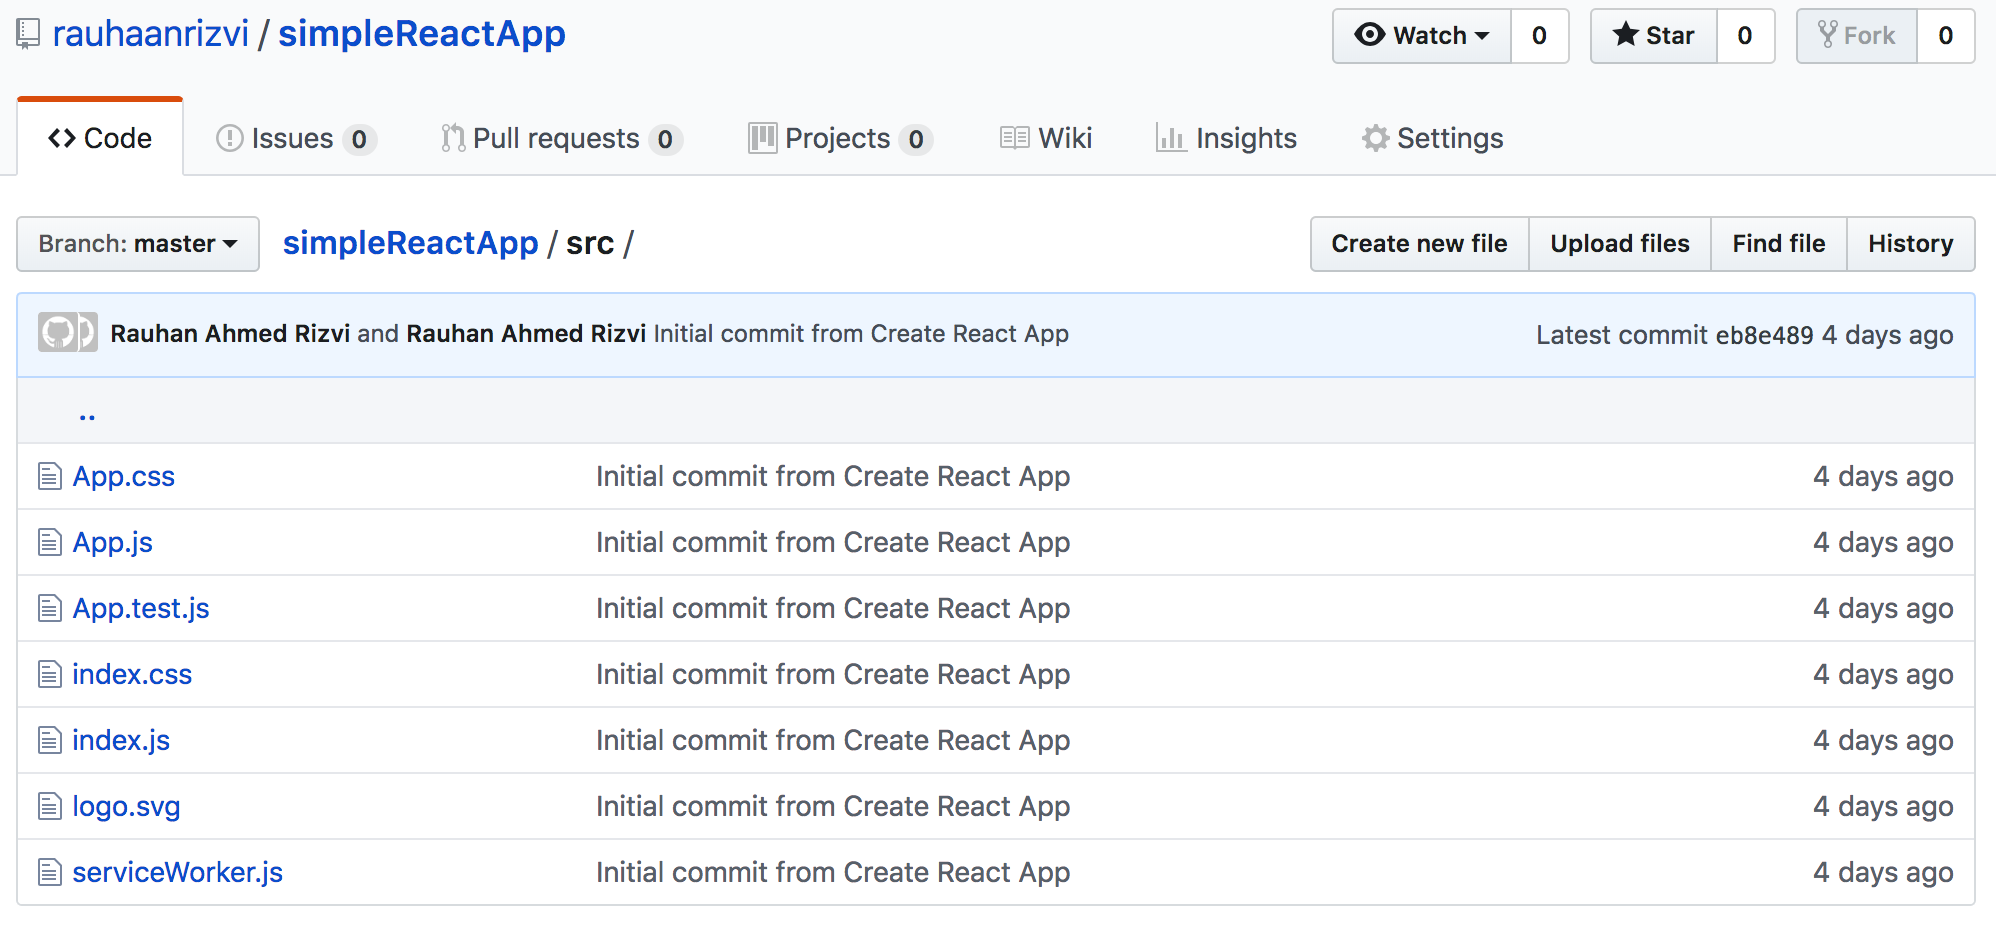 rauhaanrizvi / simpleReactApp Watch 0 Star 0 Fork 0
Code Issues 0 Pull requests 0 Projects 0 Wiki Insights Settings
Branch: master simpleReactApp / src / Create new file Upload files Find file History
Rauhan Ahmed Rizvi and Rauhan Ahmed Rizvi Initial commit from Create React App Latest commit eb8e489 4 days ago
..
App.css Initial commit from Create React App 4 days ago
App.js Initial commit from Create React App 4 days ago
App.test.js Initial commit from Create React App 4 days ago
index.css Initial commit from Create React App 4 days ago
index.js Initial commit from Create React App 4 days ago
logo.svg Initial commit from Create React App 4 days ago
serviceWorker.js Initial commit from Create React App 4 days ago